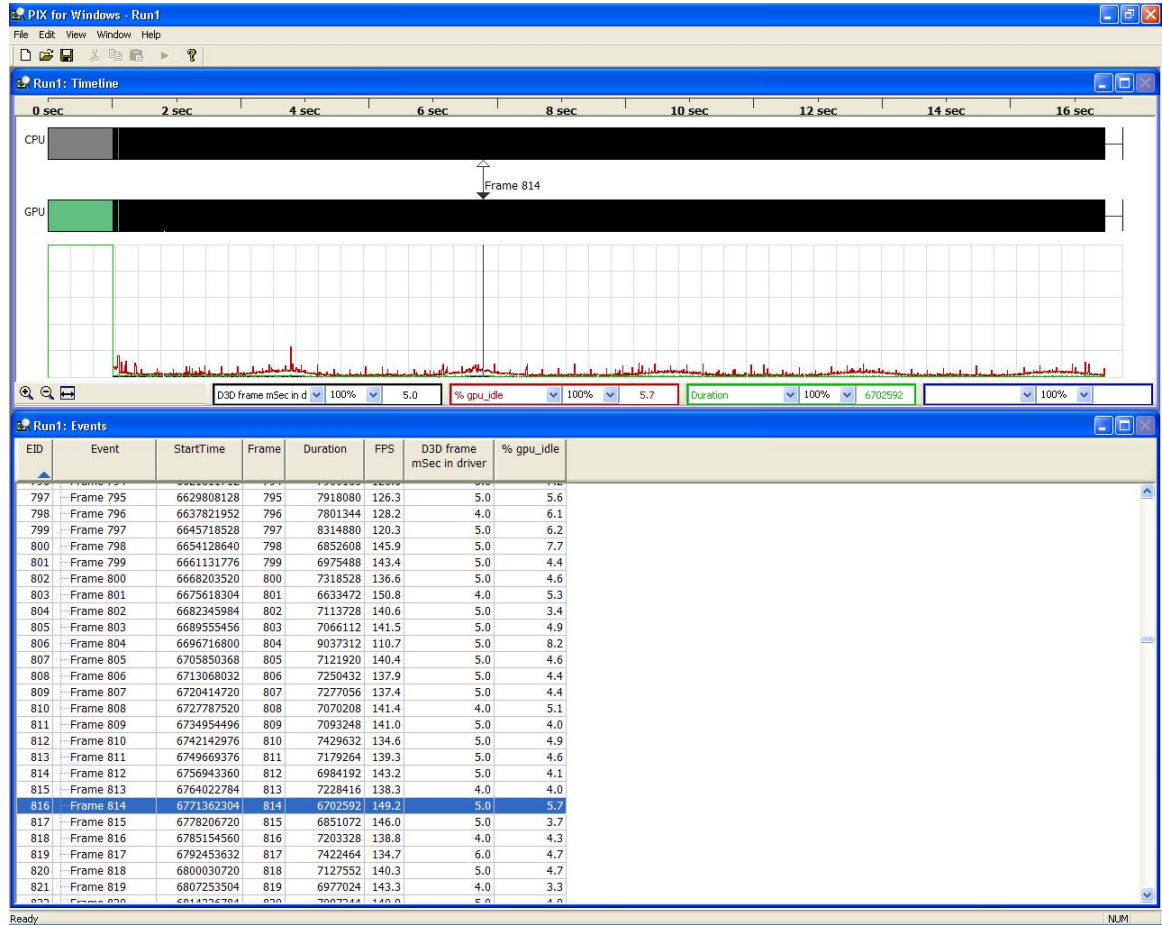 PIX for Windows - Run1
File Edit View Window Help
Run1: Timeline
0 sec 2 sec 4 sec 6 sec 8 sec 10 sec 12 sec 14 sec 16 sec
CPU
Frame 814
GPU
D3D frame mSec in d 100% 5.0 % gpu_idle 100% 5.7 Duration 100% 6702592 100%
Run1: Events
EID Event StartTime Frame Duration FPS D3D frame % gpu_idle
mSec in driver
797 Frame 795 6629808128 795 7918080 126.3 5.0 5.6
798 Frame 796 6637821952 796 7801344 128.2 4.0 6.1
799 Frame 797 6645718528 797 8314880 120.3 5.0 6.2
800 Frame 798 6654128640 798 6852608 145.9 5.0 7.7
801 Frame 799 6661131776 799 6975488 143.4 5.0 4.4
802 Frame 800 6668203520 800 7318528 136.6 5.0 4.6
803 Frame 801 6675618304 801 6633472 150.8 4.0 5.3
804 Frame 802 6682345984 802 7113728 140.6 5.0 3.4
805 Frame 803 6689555456 803 7066112 141.5 5.0 4.9
806 Frame 804 6696716800 804 9037312 110.7 5.0 8.2
807 Frame 805 6705850368 805 7121920 140.4 5.0 4.6
808 Frame 806 6713068032 806 7250432 137.9 5.0 4.4
809 Frame 807 6720414720 807 7277056 137.4 5.0 4.4
810 Frame 808 6727787520 808 7070208 141.4 4.0 5.1
811 Frame 809 6734954496 809 7093248 141.0 5.0 4.0
812 Frame 810 6742142976 810 7429632 134.6 5.0 4.9
813 Frame 811 6749669376 811 7179264 139.3 5.0 4.6
814 Frame 812 6756943360 812 6984192 143.2 5.0 4.1
815 Frame 813 6764022784 813 7228416 138.3 4.0 4.0
816 Frame 814 6771362304 814 6702592 149.2 5.0 5.7
817 Frame 815 6778206720 815 6851072 146.0 5.0 3.7
818 Frame 816 6785154560 816 7203328 138.8 4.0 4.3
819 Frame 817 6792453632 817 7422464 134.7 6.0 4.7
820 Frame 818 6800030720 818 7127552 140.3 5.0 4.7
821 Frame 819 6807253504 819 6977024 143.3 4.0 3.3
Ready NUM